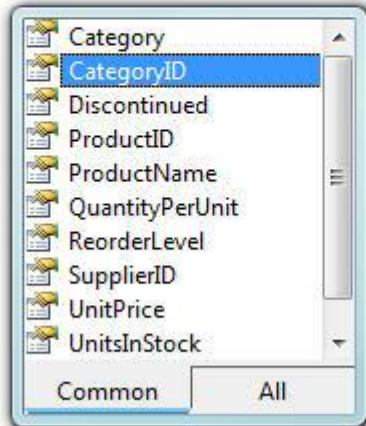 Category
CategoryID
Discontinued
ProductID
ProductName
QuantityPerUnit
ReorderLevel
SupplierID
UnitPrice
UnitsInStock
Common All